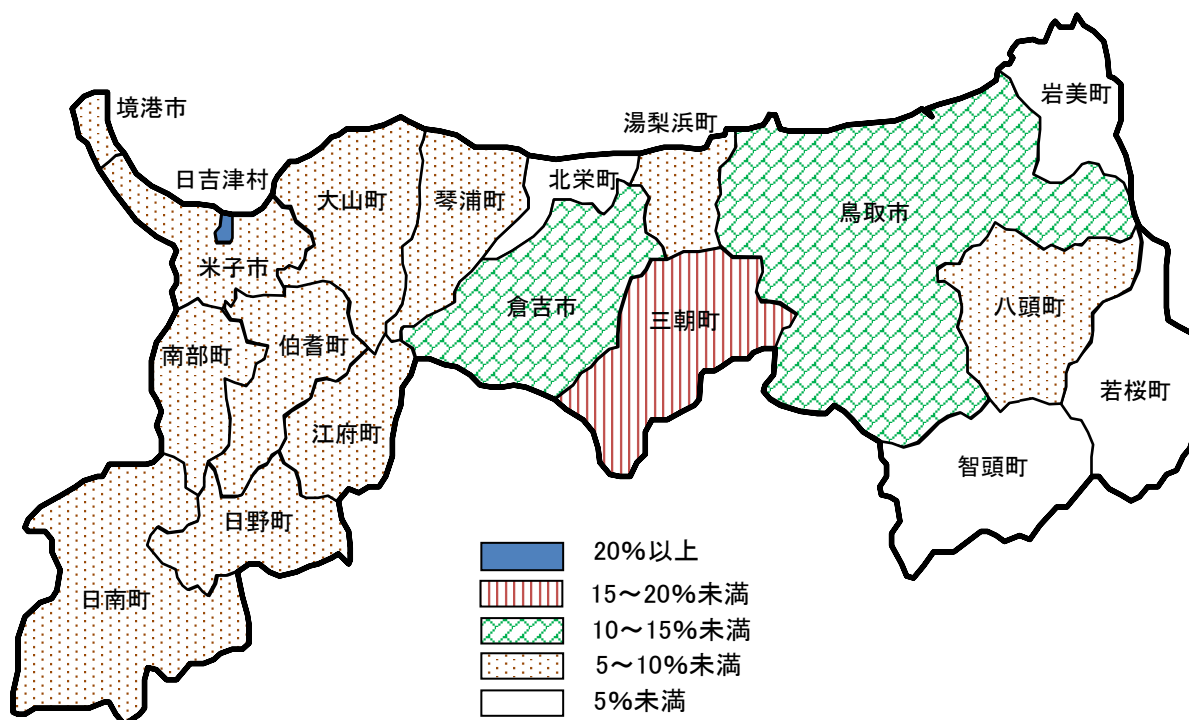 境港市
岩美町
湯梨浜町
日吉津村
北栄町
大山町
琴浦町
鳥取市
米子市
倉吉市
三朝町
八頭町
南部町
伯耆町
若桜町
江府町
智頭町
日野町
日南町
20%以上
15～20%未満
10～15%未満
5～10%未満
5%未満